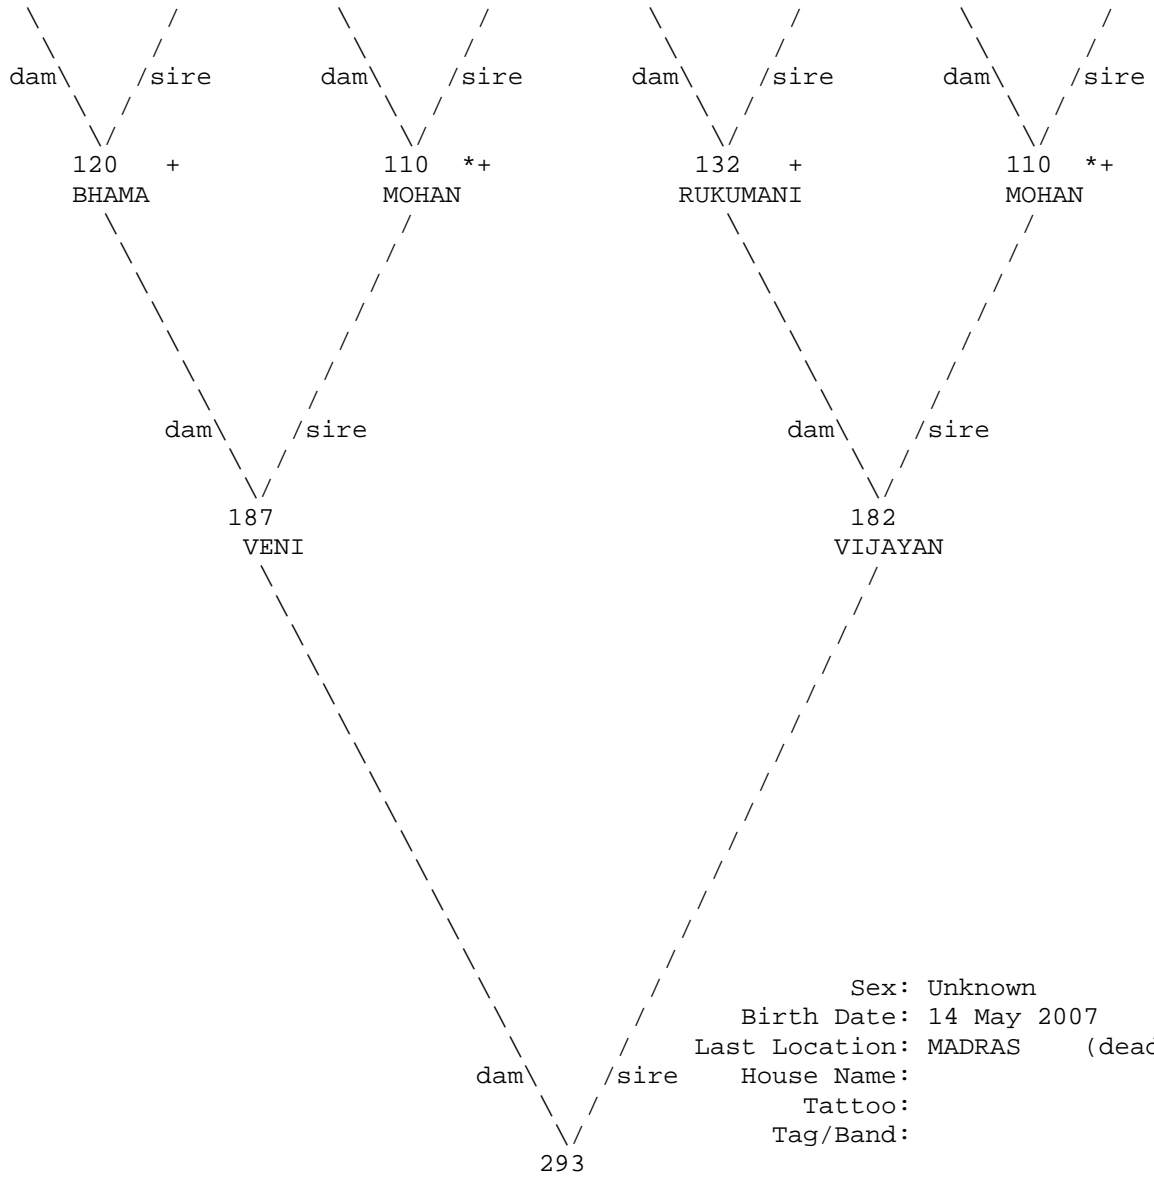 dam /sire dam /sire dam /sire dam /sire
120 + 110 *+ 132 + 110 *+
BHAMA MOHAN RUKUMANI MOHAN
dam /sire dam /sire
187 182
VENI VIJAYAN
Sex: Unknown
Birth Date: 14 May 2007
Last Location: MADRAS (dead
dam /sire House Name:
Tattoo:
Tag/Band:
293